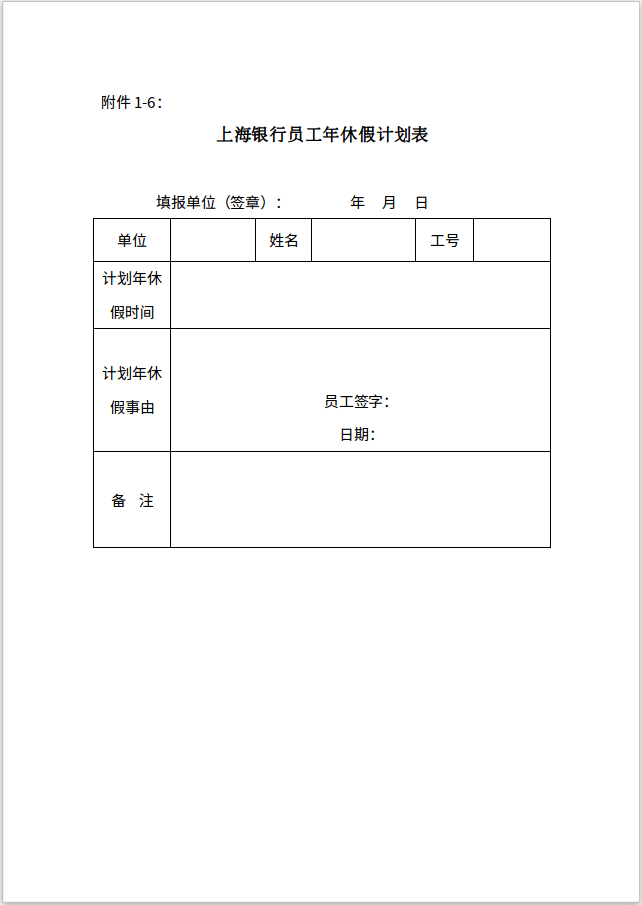 附件 1-6：
上海银行员工年休假计划表
填报单位（签章）： 年 月 日
单位 姓名 工号
计划年休
假时间
计划年休
假事由
员工签字：
日期：
备 注